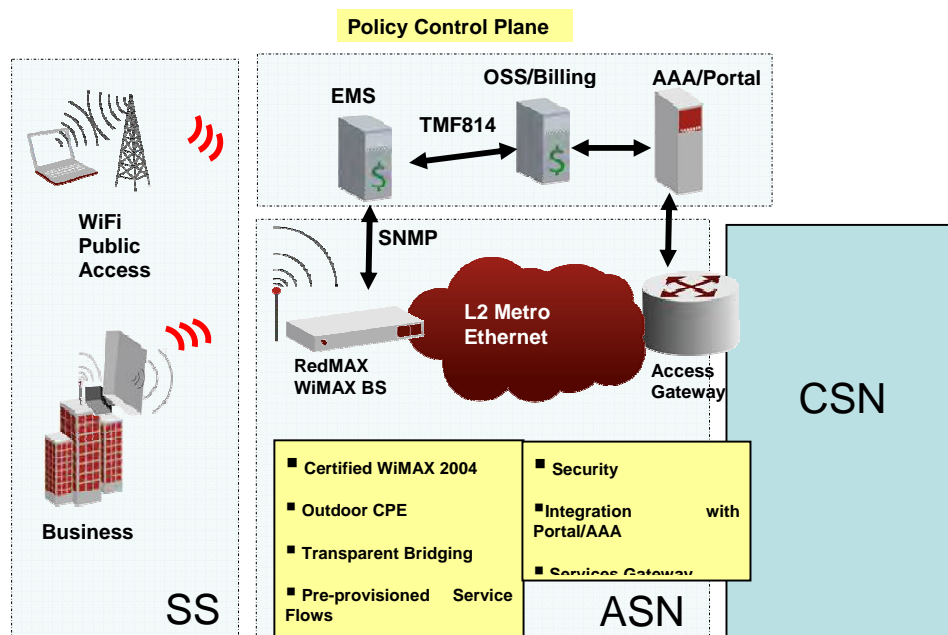 Policy Control Plane
EMS
OSS/Billing
AAA/Portal
TMF814
$
$
WiFi
Public
Access
SNMP
L2 Metro
Ethernet
RedMAX
WiMAX BS
Access
Gateway
CSN
Business
▪ Certified WiMAX 2004
▪ Outdoor CPE
▪ Transparent Bridging
▪ Pre-provisioned Service
Flows
▪ Security
▪Integration with
Portal/AAA
▪ Services Gateway
SS
ASN